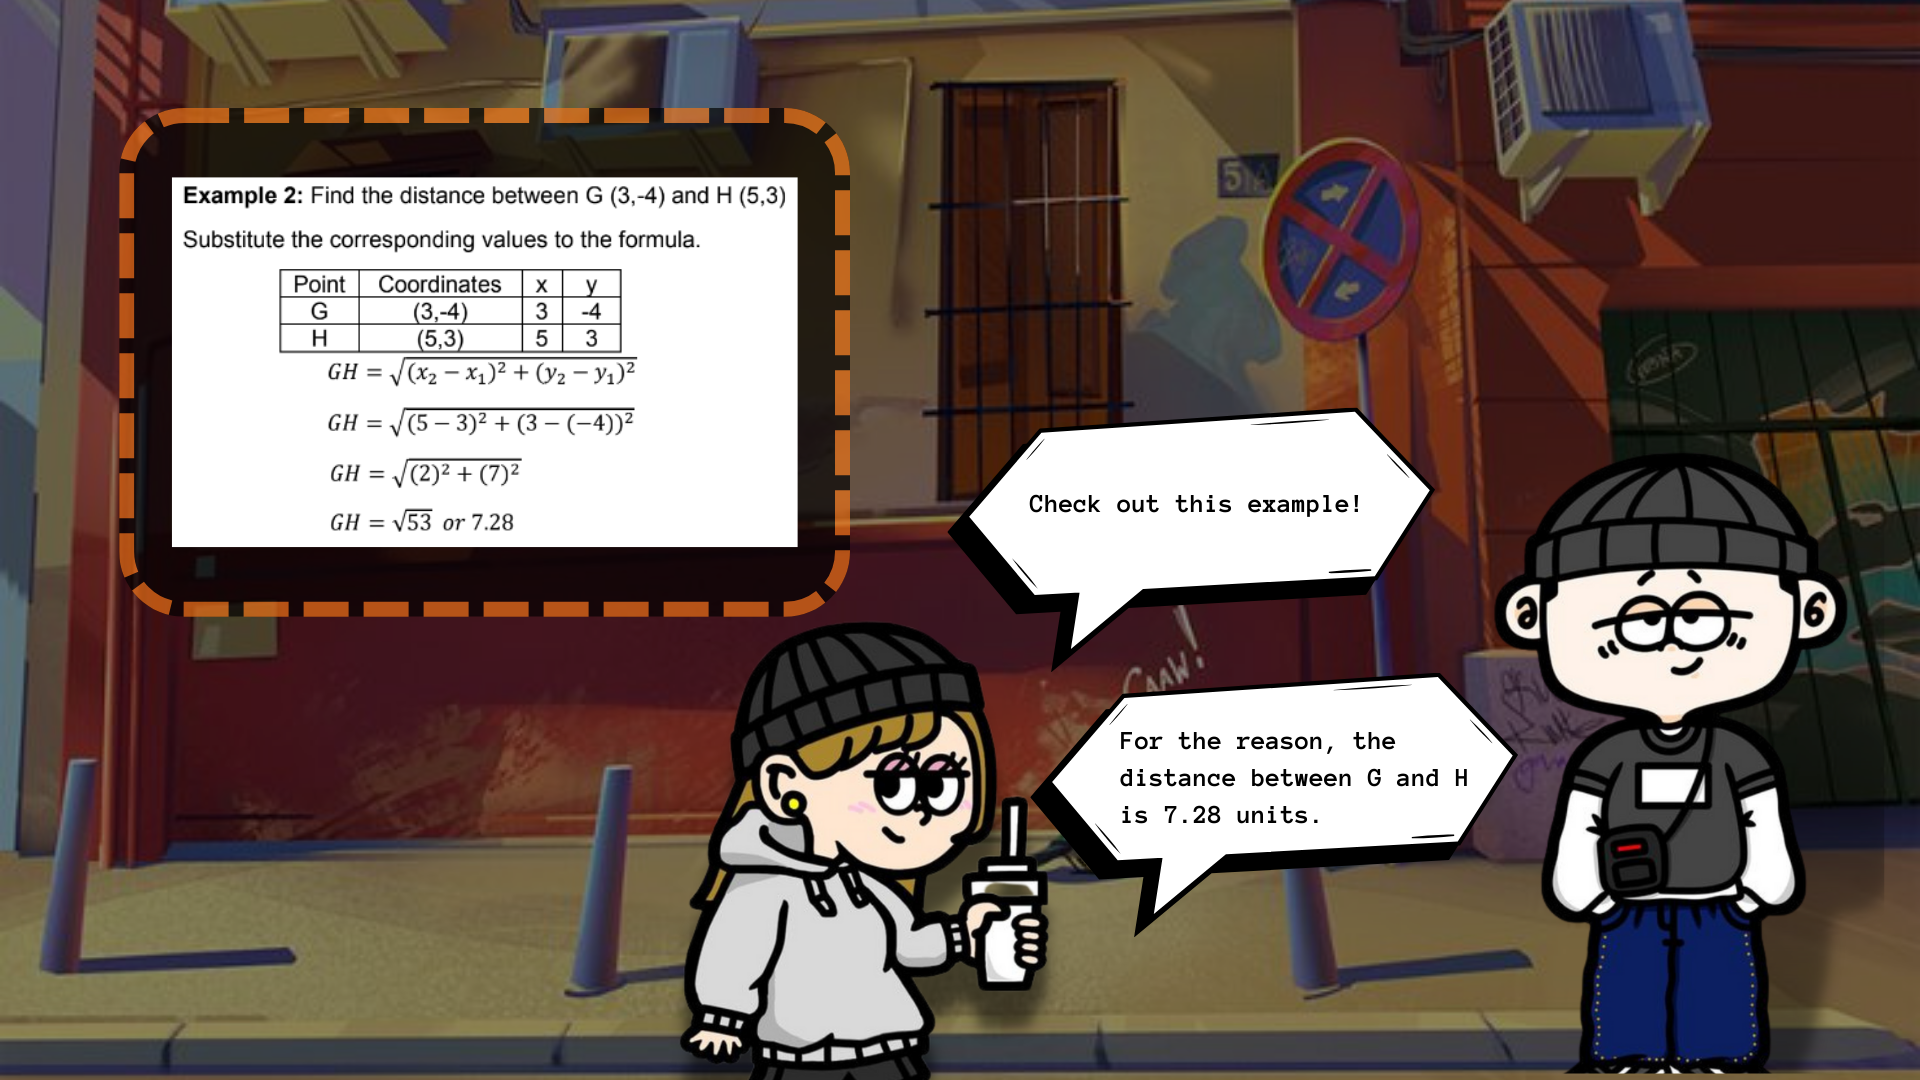 Example 2: Find the distance between G (3,-4) and H (5,3)
Substitute the corresponding values to the formula.
Point Coordinates x y
G (3,-4) 3 -4
H (5,3) 5 3
GH = √(x₂ − x₁)² + (y₂ − y₁)²
GH = √(5 − 3)² + (3 − (−4))²
GH = √(2)² + (7)²
GH = √53 or 7.28
5A
Check out this example!
CAAW!
For the reason, the
distance between G and H
is 7.28 units.